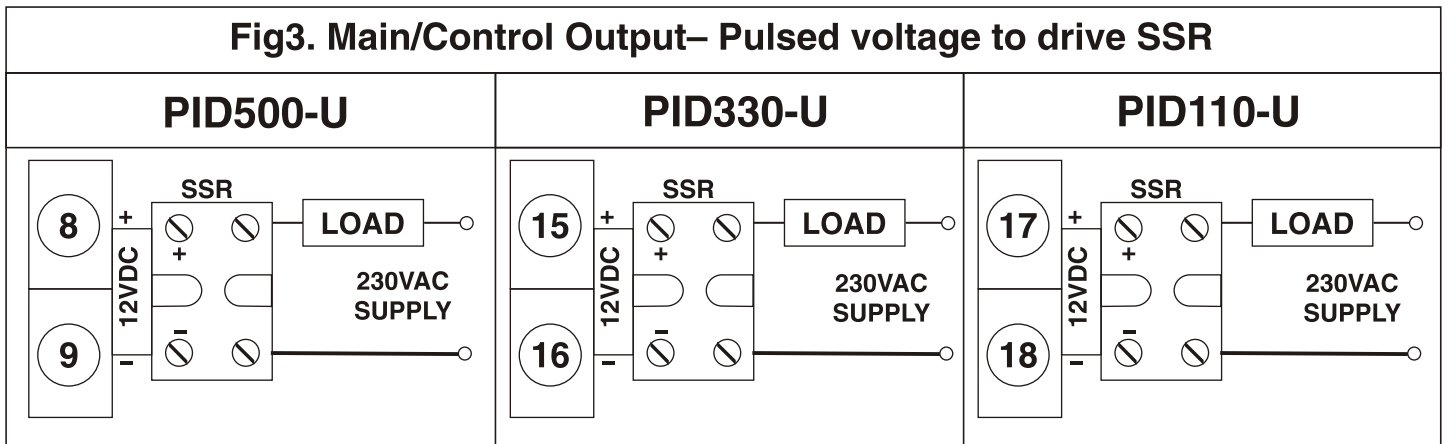 Fig3. Main/Control Output– Pulsed voltage to drive SSR
PID500-U
PID330-U
PID110-U
8
9
+
12VDC
–
SSR
+
–
LOAD
230VAC
SUPPLY
15
16
+
12VDC
–
SSR
+
–
LOAD
230VAC
SUPPLY
17
18
+
12VDC
–
SSR
+
–
LOAD
230VAC
SUPPLY